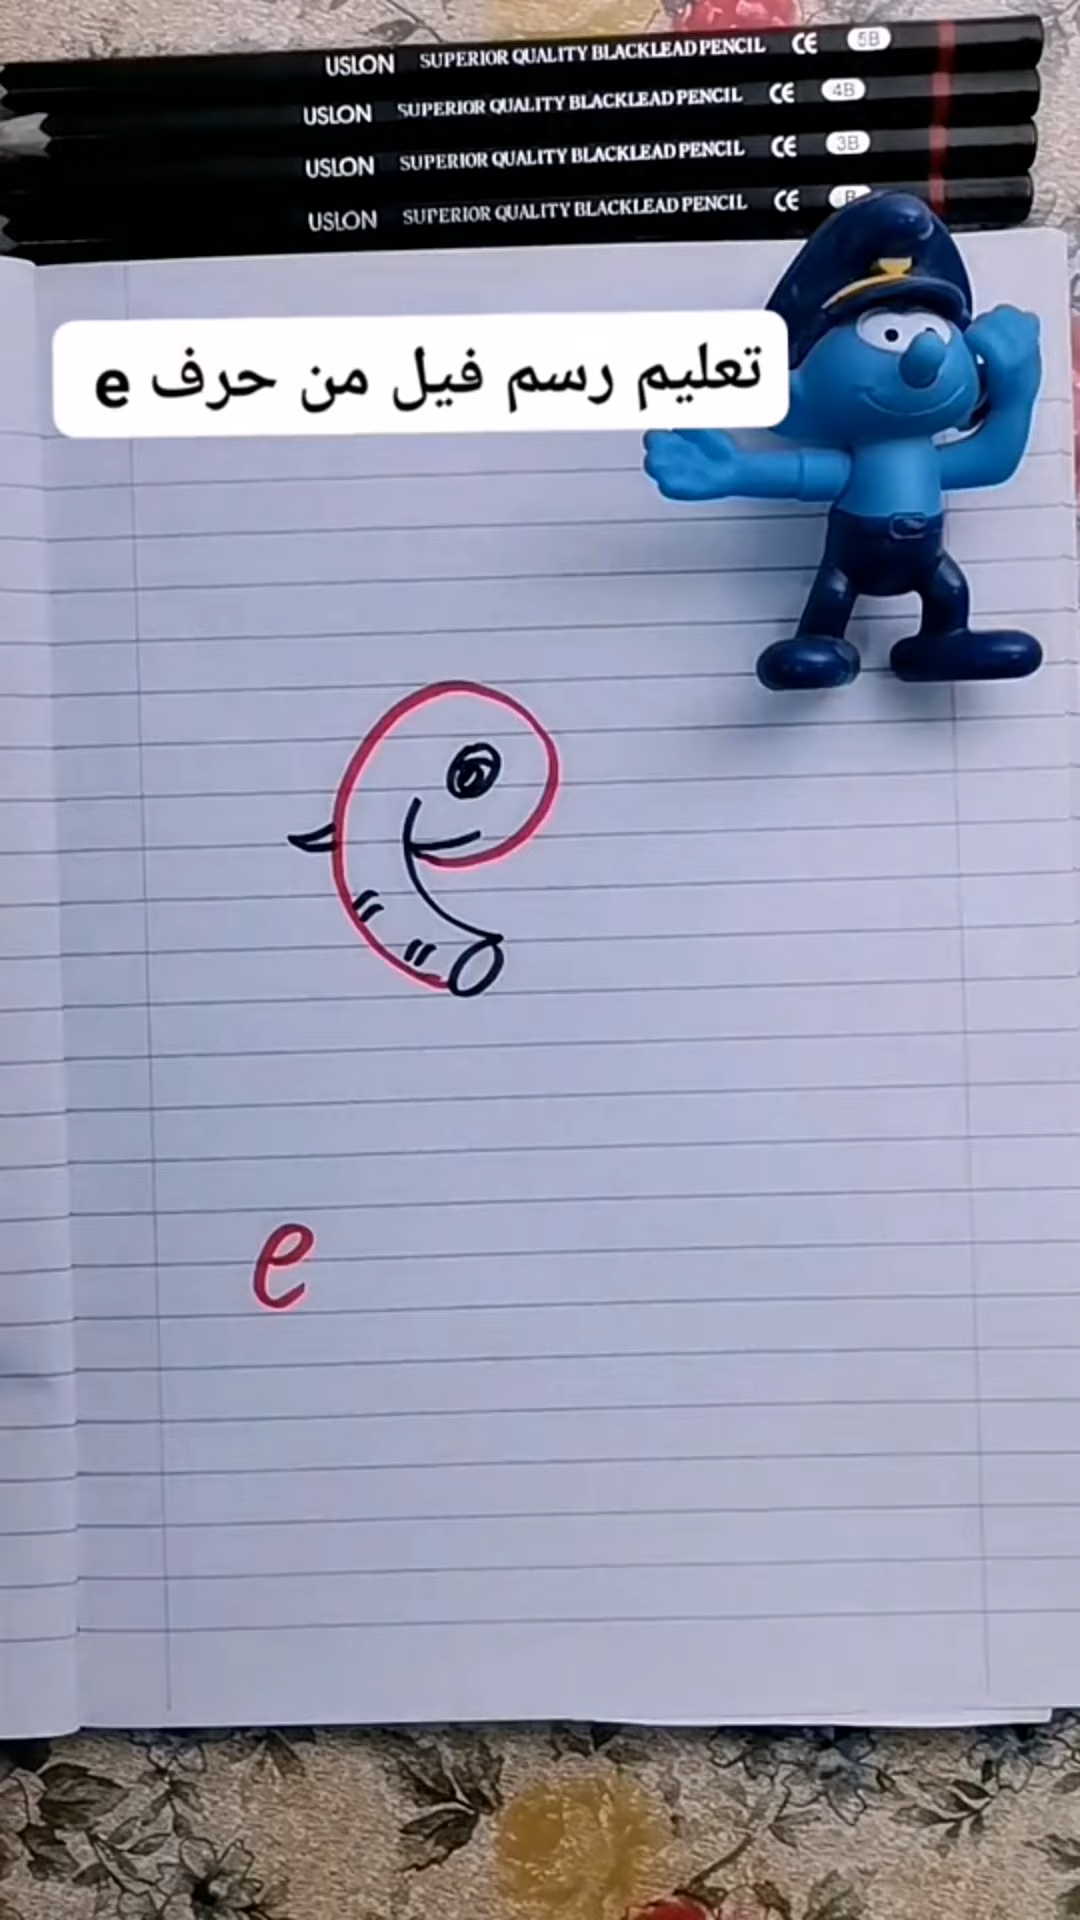 USLON SUPERIOR QUALITY BLACKLEAD PENCIL CE 5B
USLON SUPERIOR QUALITY BLACKLEAD PENCIL CE 4B
USLON SUPERIOR QUALITY BLACKLEAD PENCIL CE 3B
USLON SUPERIOR QUALITY BLACKLEAD PENCIL CE
تعليم رسم فيل من حرف e
e